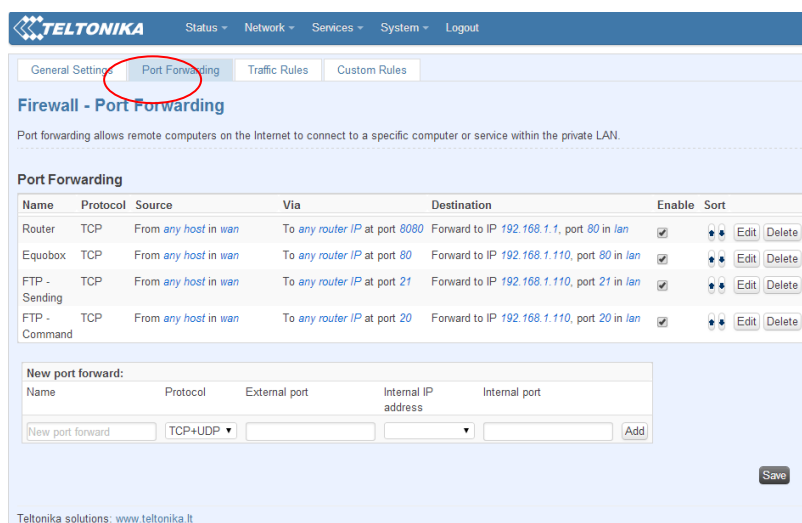 TELTONIKA Status Network Services System Logout
General Settings Port Forwarding Traffic Rules Custom Rules
Firewall - Port Forwarding
Port forwarding allows remote computers on the Internet to connect to a specific computer or service within the private LAN.
Port Forwarding
Name Protocol Source Via Destination Enable Sort
Router TCP From any host in wan To any router IP at port 8080 Forward to IP 192.168.1.1, port 80 in lan Edit Delete
Equobox TCP From any host in wan To any router IP at port 80 Forward to IP 192.168.1.110, port 80 in lan Edit Delete
FTP - TCP From any host in wan To any router IP at port 21 Forward to IP 192.168.1.110, port 21 in lan Edit Delete
Sending
FTP - TCP From any host in wan To any router IP at port 20 Forward to IP 192.168.1.110, port 20 in lan Edit Delete
Command
New port forward:
Name Protocol External port Internal IP Internal port
address
New port forward TCP+UDP Add
Save
Teltonika solutions: www.teltonika.lt